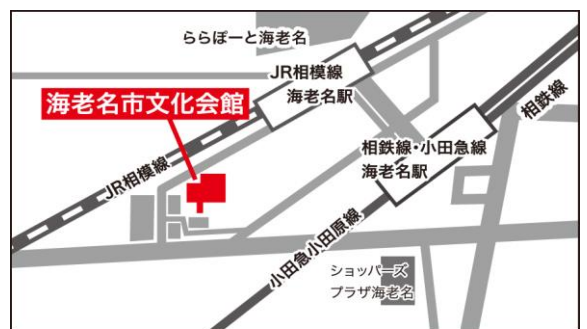 ららぽーと海老名
JR相模線
海老名駅
海老名市文化会館
相鉄線
相鉄線・小田急線
海老名駅
JR相模線
小田急小田原線
ショッパーズ
プラザ海老名